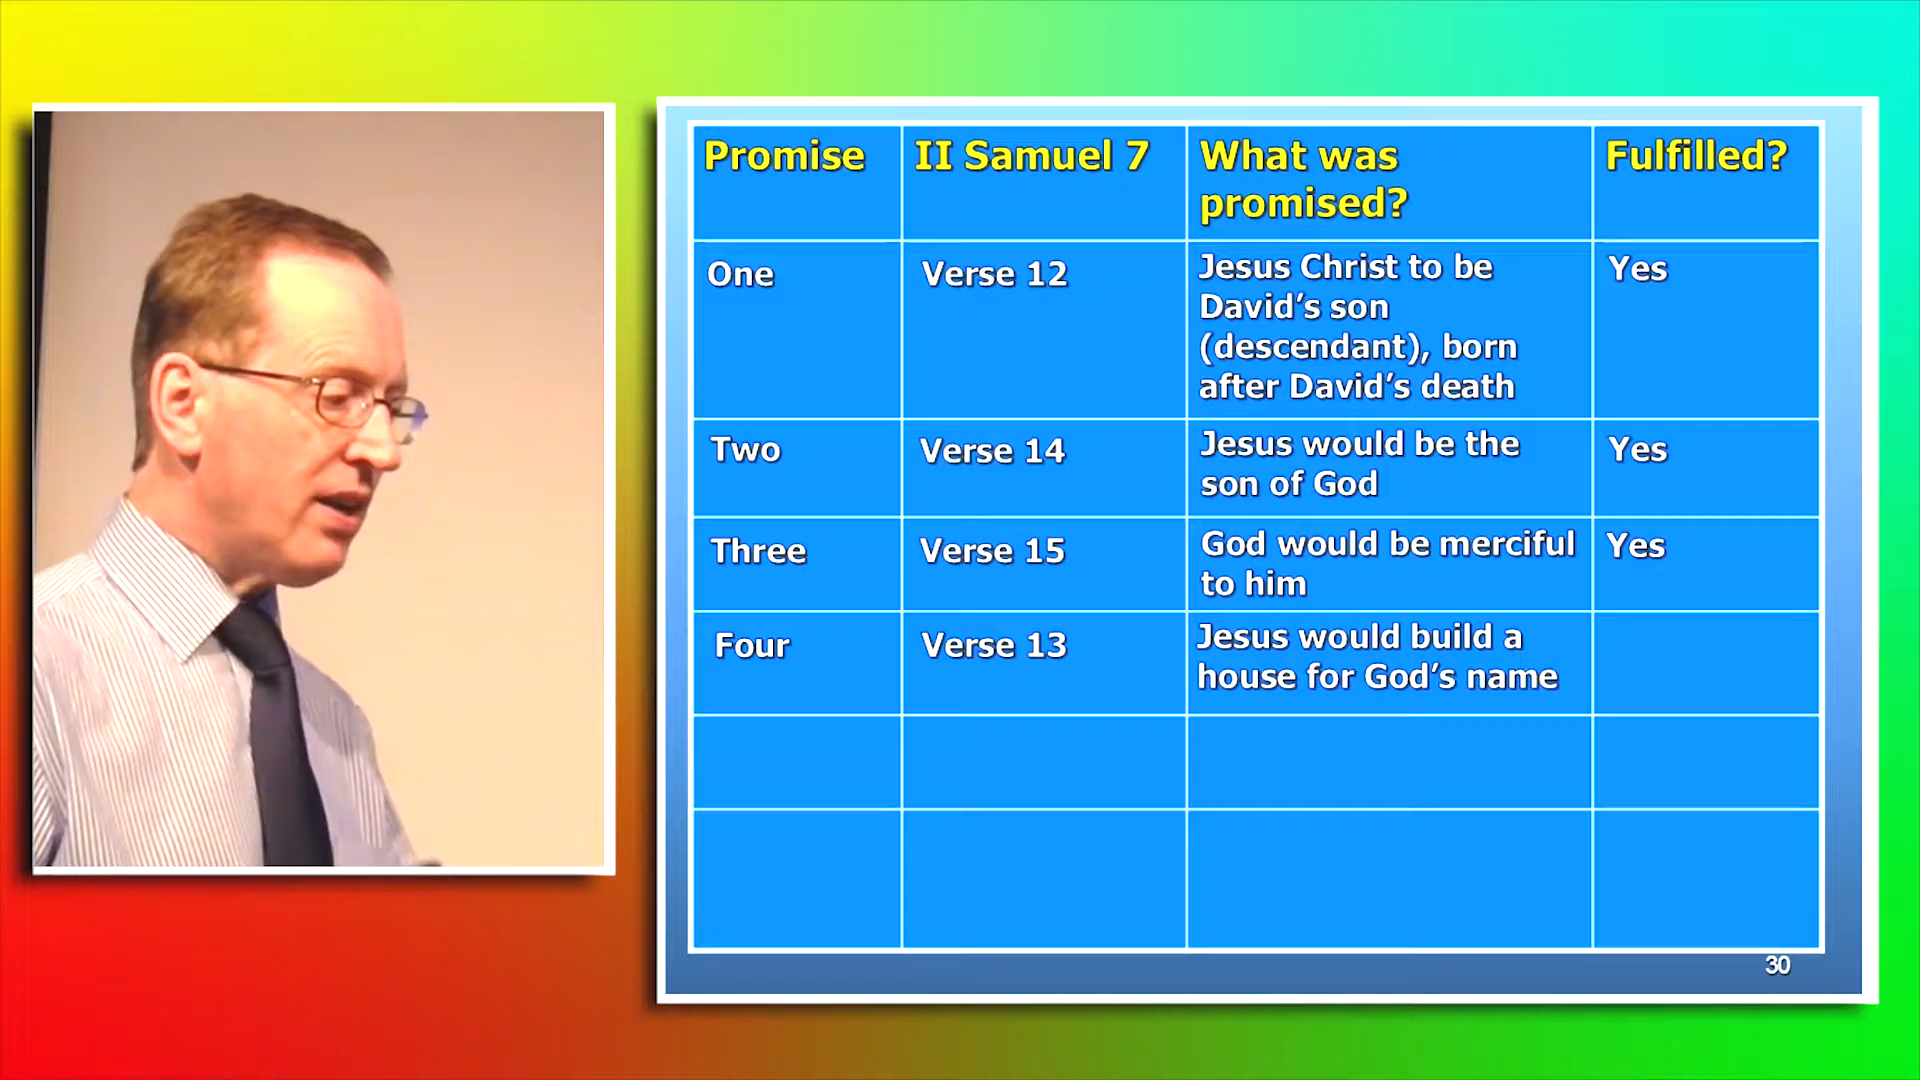 Promise
II Samuel 7
What was
promised?
Fulfilled?
One
Verse 12
Jesus Christ to be
David's son
(descendant), born
after David's death
Yes
Two
Verse 14
Jesus would be the
son of God
Yes
Three
Verse 15
God would be merciful
to him
Yes
Four
Verse 13
Jesus would build a
house for God's name
30